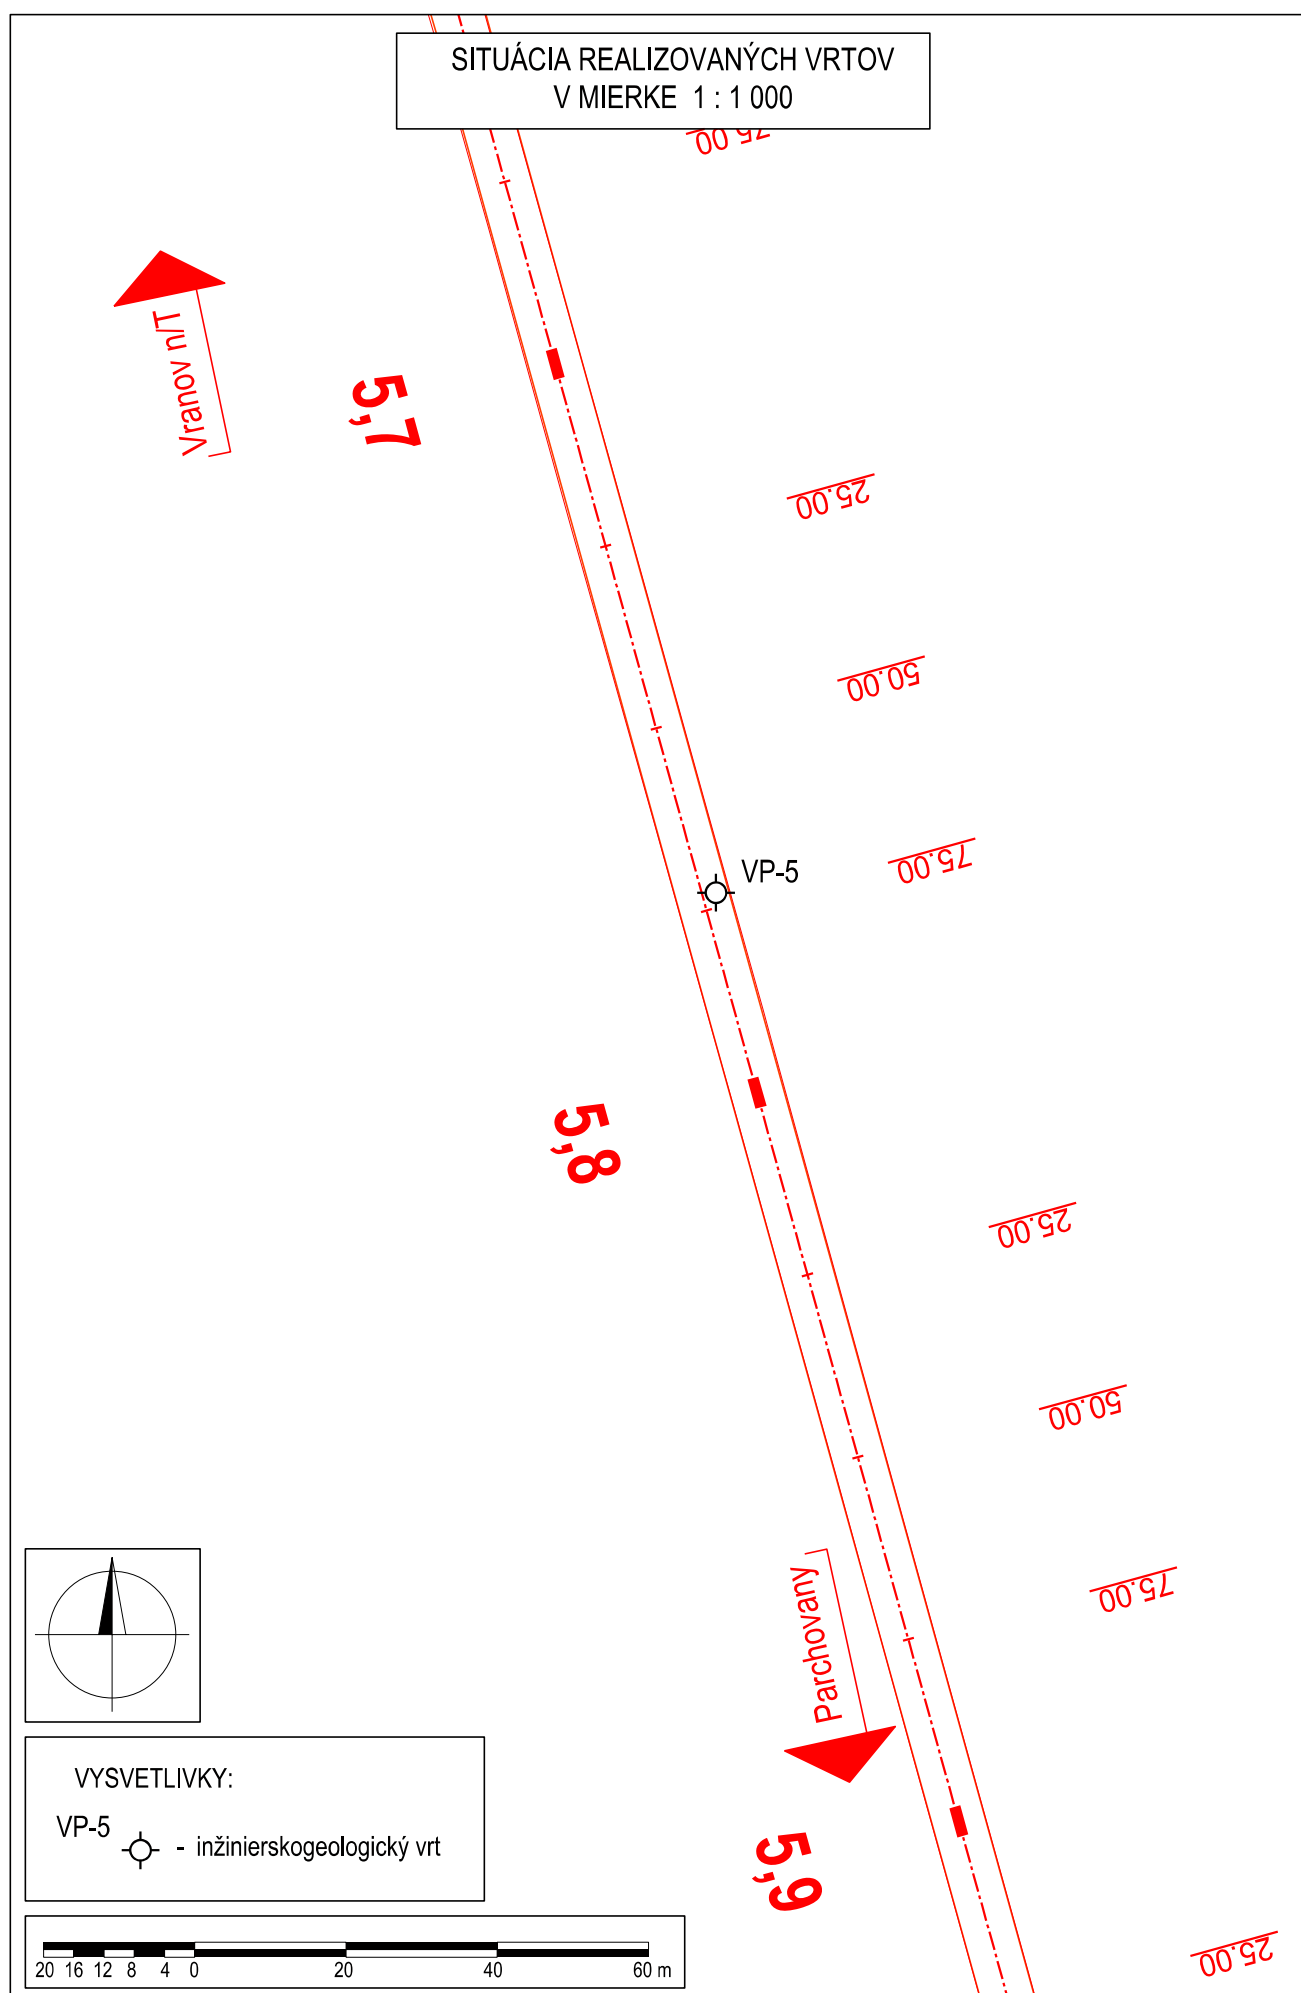 SITUÁCIA REALIZOVANÝCH VRTOV
V MIERKE 1 : 1 000
75.00
Vranov n/T
5,7
25.00
50.00
75.00
VP-5
5,8
25.00
50.00
75.00
Parchovany
5,9
25.00
VYSVETLIVKY:
VP-5
- inžinierskogeologický vrt
20 16 12 8 4 0 20 40 60 m